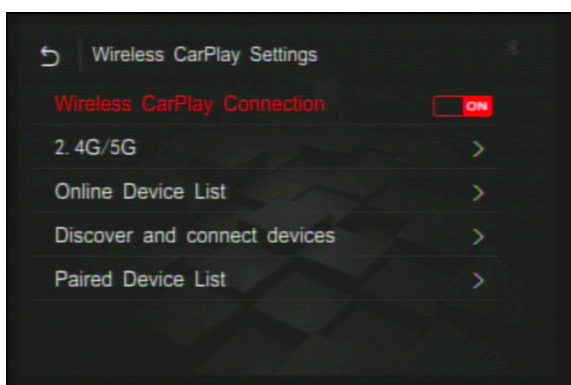 Wireless CarPlay Settings
Wireless CarPlay Connection ON
2.4G/5G
Online Device List
Discover and connect devices
Paired Device List